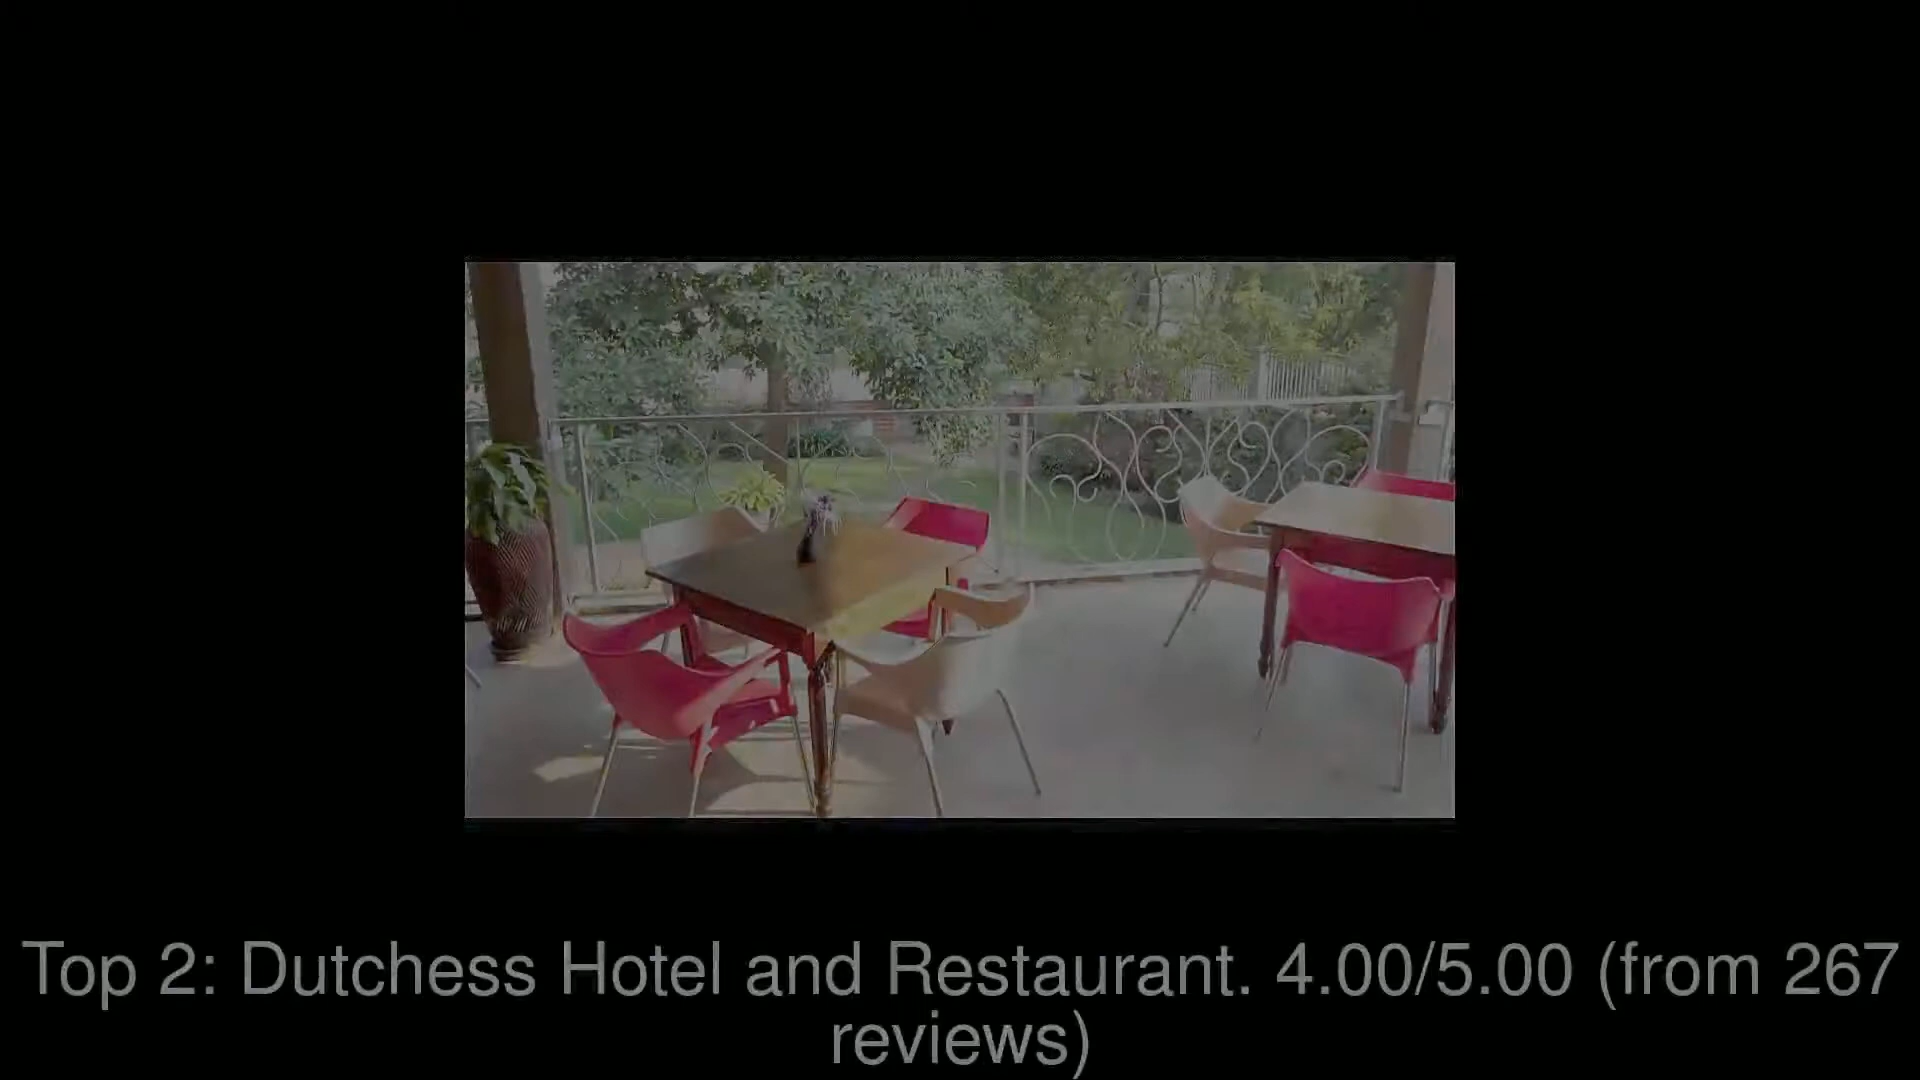 Top 2: Dutchess Hotel and Restaurant. 4.00/5.00 (from 267
reviews)